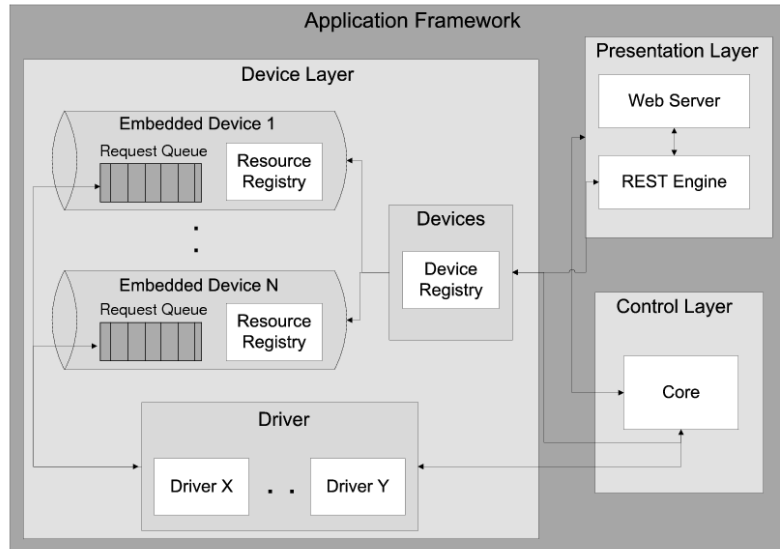 Application Framework
Device Layer
Embedded Device 1
Request Queue
Resource
Registry
Embedded Device N
Request Queue
Resource
Registry
Devices
Device
Registry
Driver
Driver X
. .
Driver Y
Presentation Layer
Web Server
REST Engine
Control Layer
Core